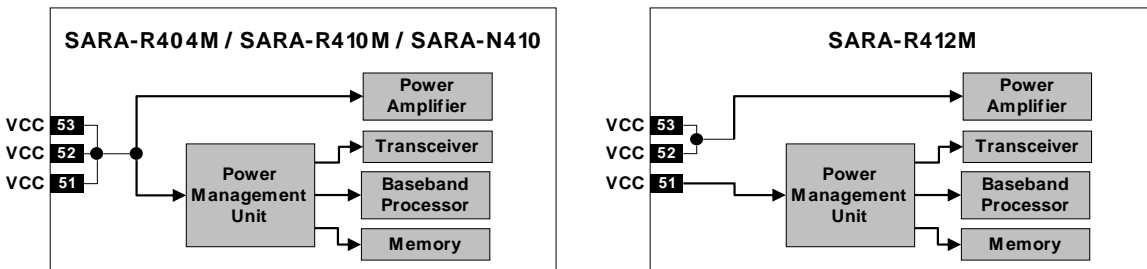 SARA-R404M / SARA-R410M / SARA-N410
Power
Amplifier
VCC 53
VCC 52
VCC 51
Power
Management
Unit
Transceiver
Baseband
Processor
Memory
SARA-R412M
Power
Amplifier
VCC 53
VCC 52
VCC 51
Power
Management
Unit
Transceiver
Baseband
Processor
Memory